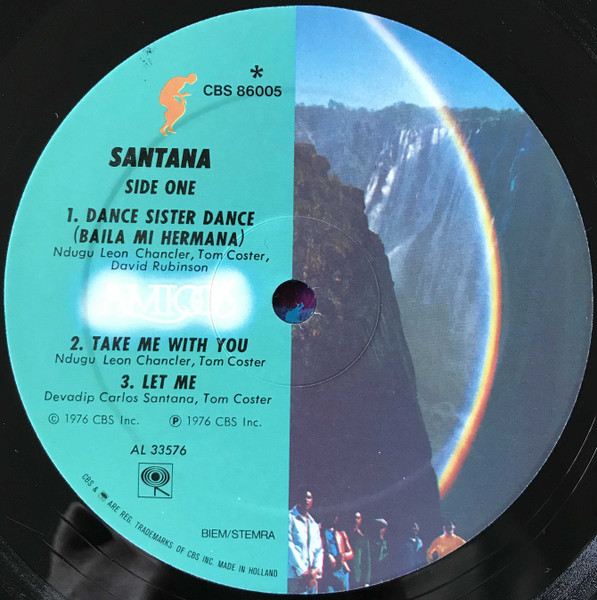 *
CBS 86005
SANTANA
SIDE ONE
1. DANCE SISTER DANCE
(BAILA MI HERMANA)
Ndugu Leon Chancler, Tom Coster,
David Rubinson
AMIGOS
2. TAKE ME WITH YOU
Ndugu Leon Chancler, Tom Coster
3. LET ME
Devadip Carlos Santana, Tom Coster
© 1976 CBS Inc. ℗ 1976 CBS Inc.
AL 33576
BIEM/STEMRA
CBS & ARE REG. TRADEMARKS OF CBS INC. MADE IN HOLLAND